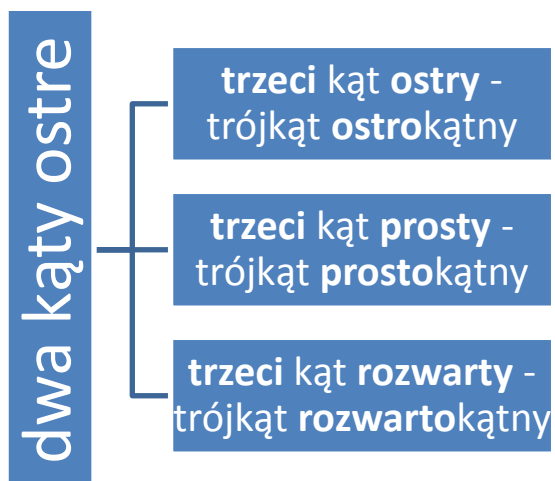 dwa kąty ostre
trzeci kąt ostry -
trójkąt ostrokątny
trzeci kąt prosty -
trójkąt prostokątny
trzeci kąt rozwarty -
trójkąt rozwartokątny